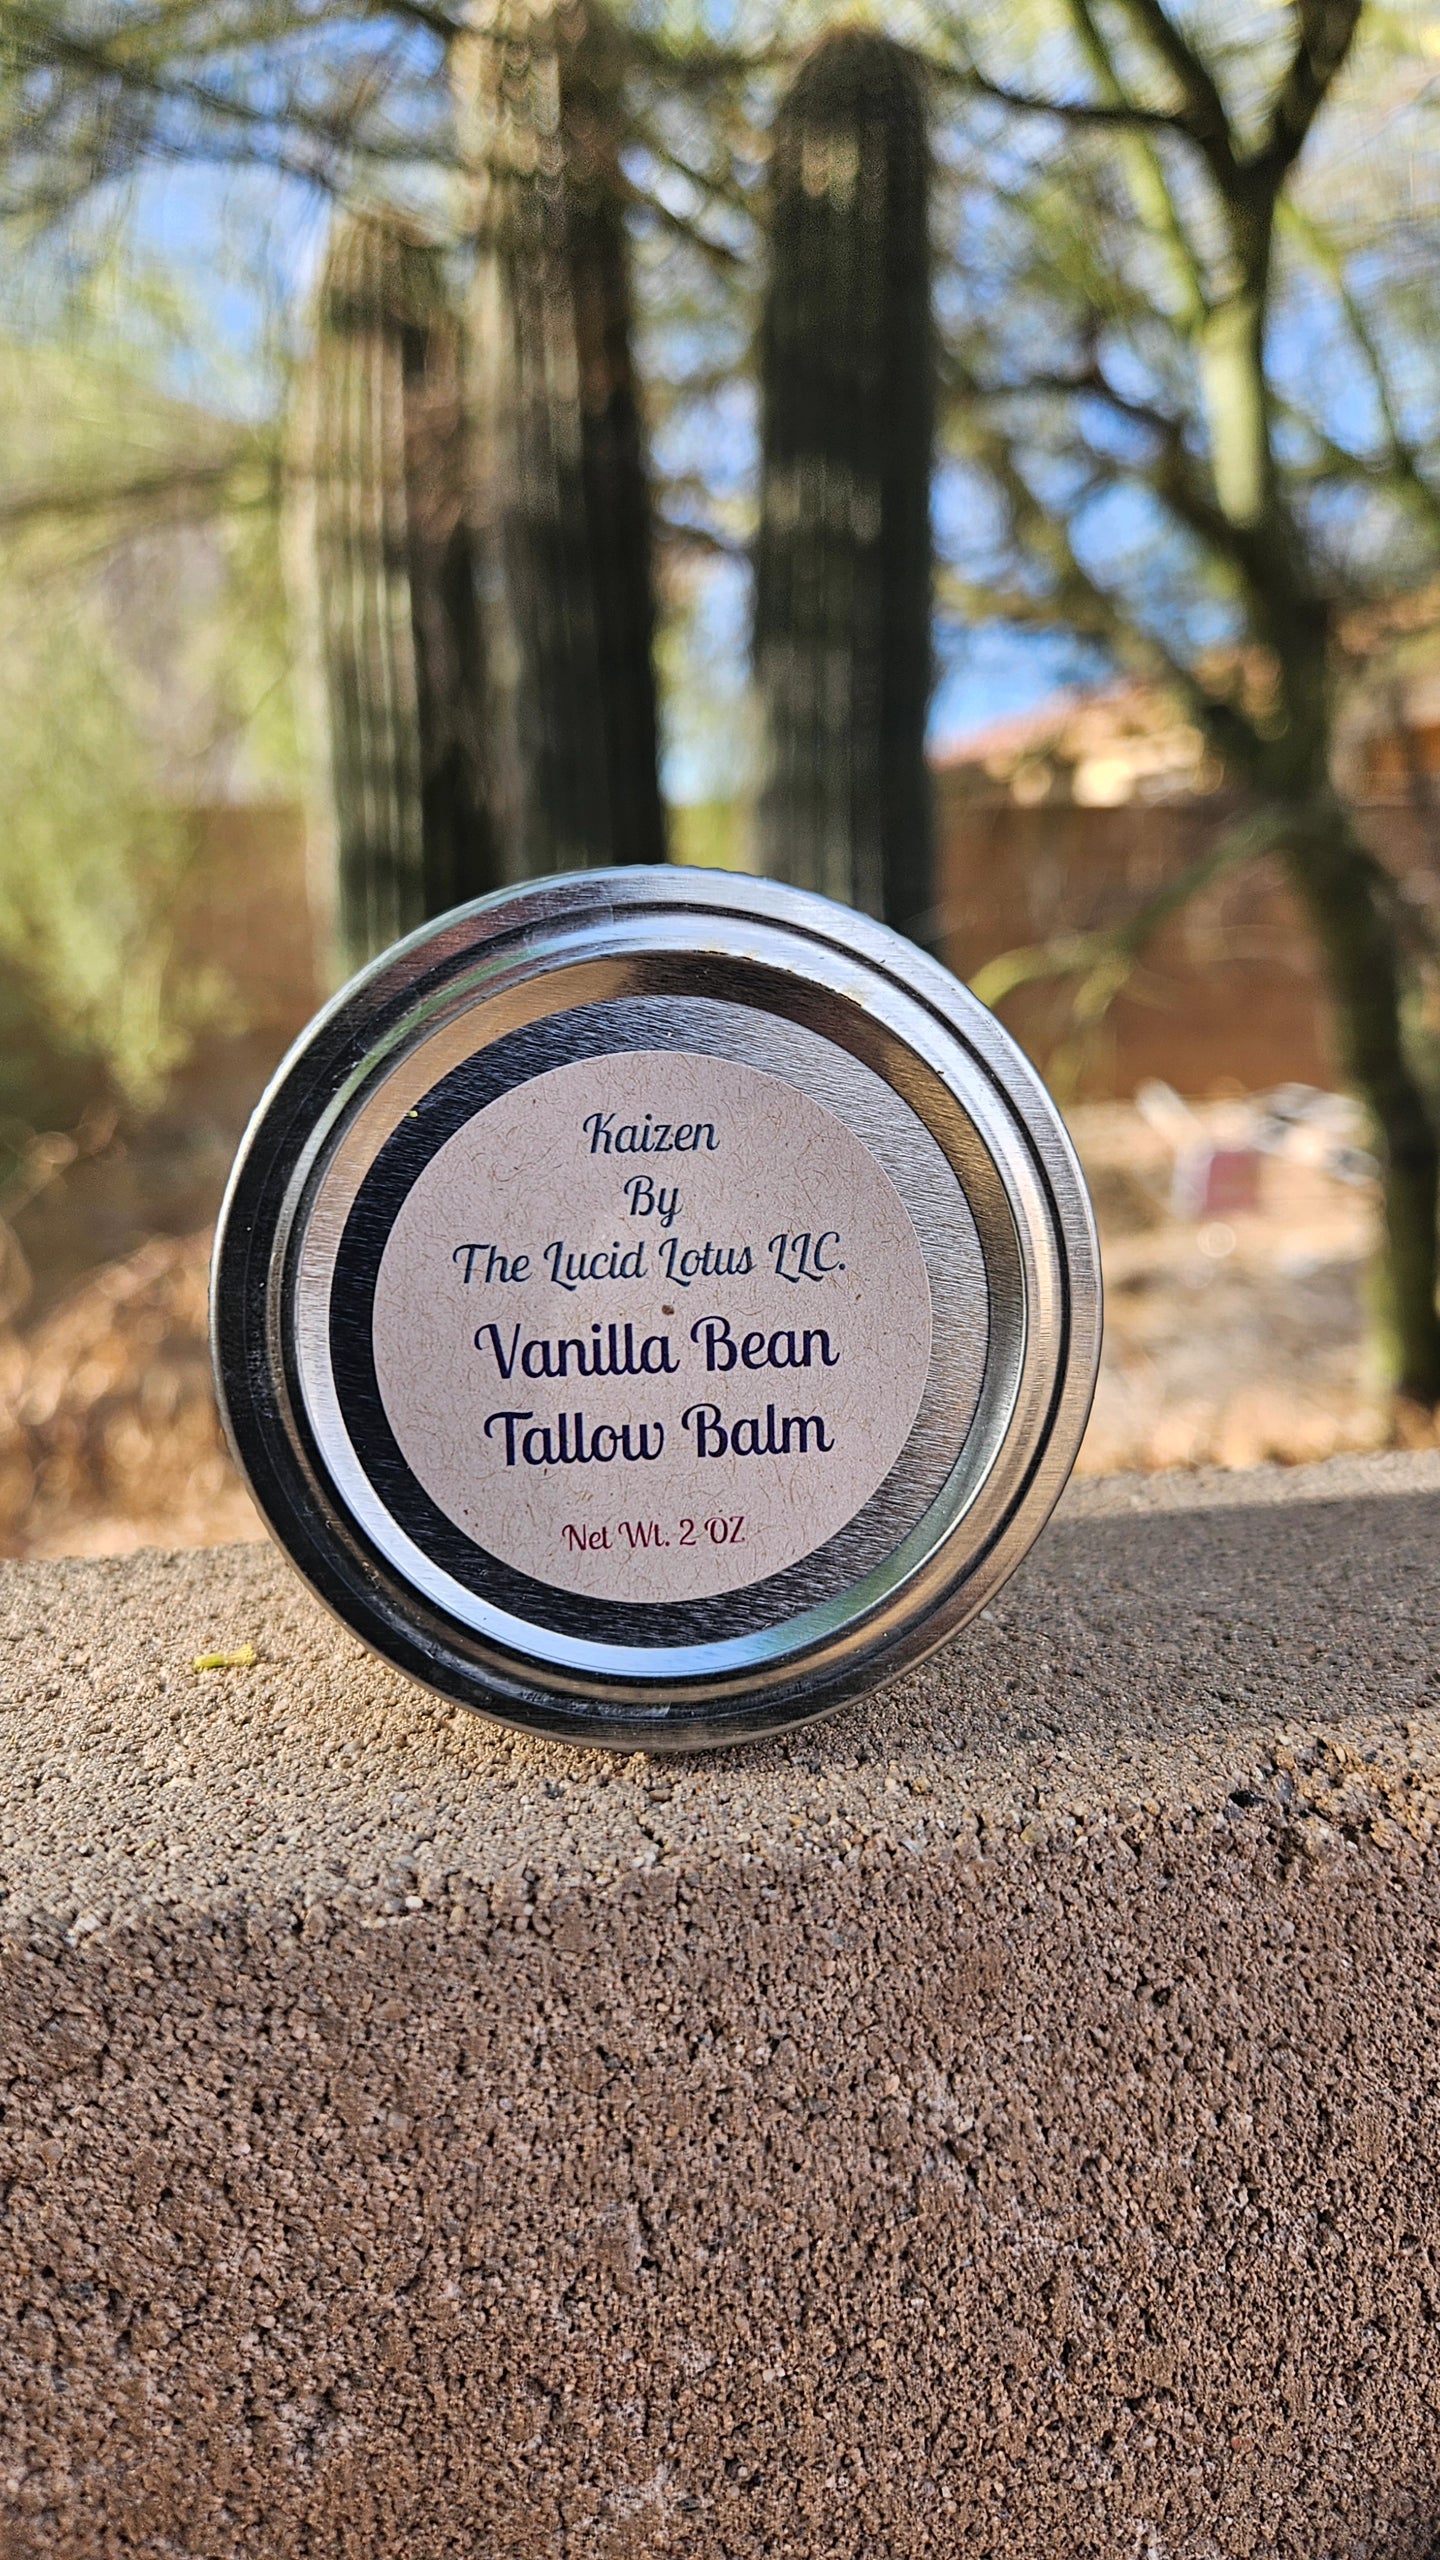 Kaizen
By
The Lucid Lotus LLC.
Vanilla Bean
Tallow Balm
Net Wt. 2 OZ